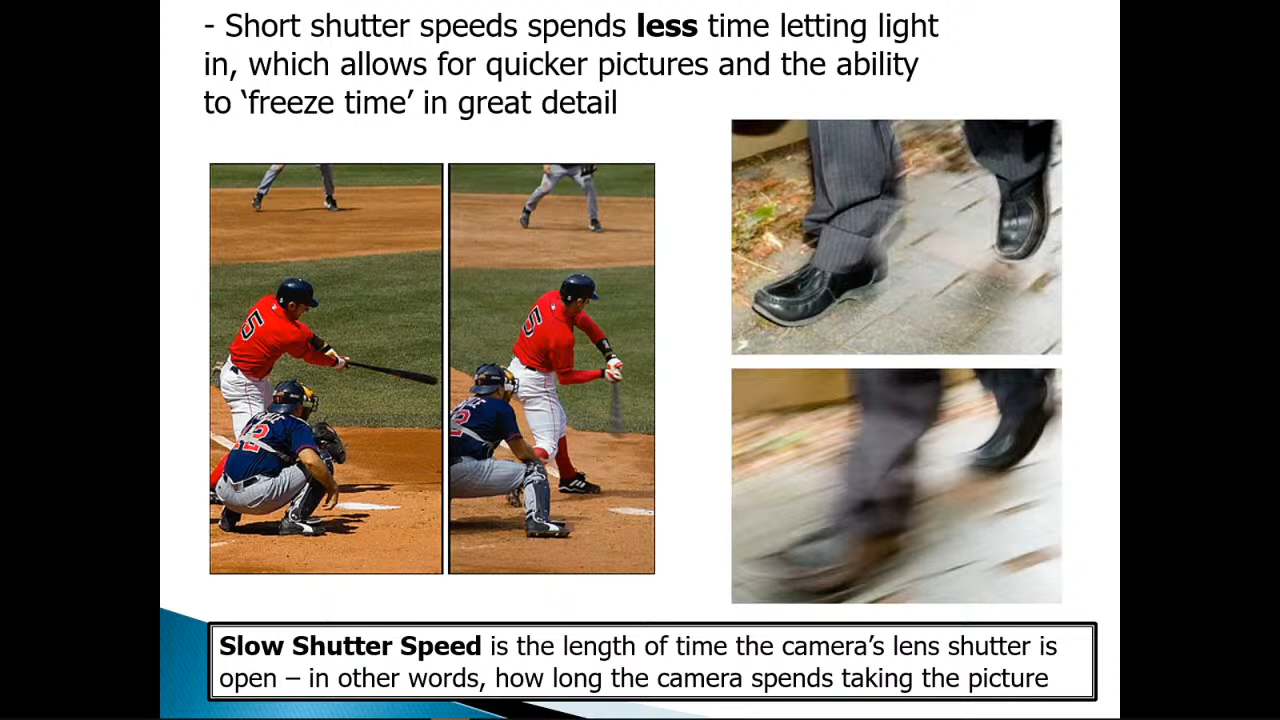 - Short shutter speeds spends less time letting light
in, which allows for quicker pictures and the ability
to ‘freeze time’ in great detail
5
5
2
Slow Shutter Speed is the length of time the camera’s lens shutter is
open – in other words, how long the camera spends taking the picture